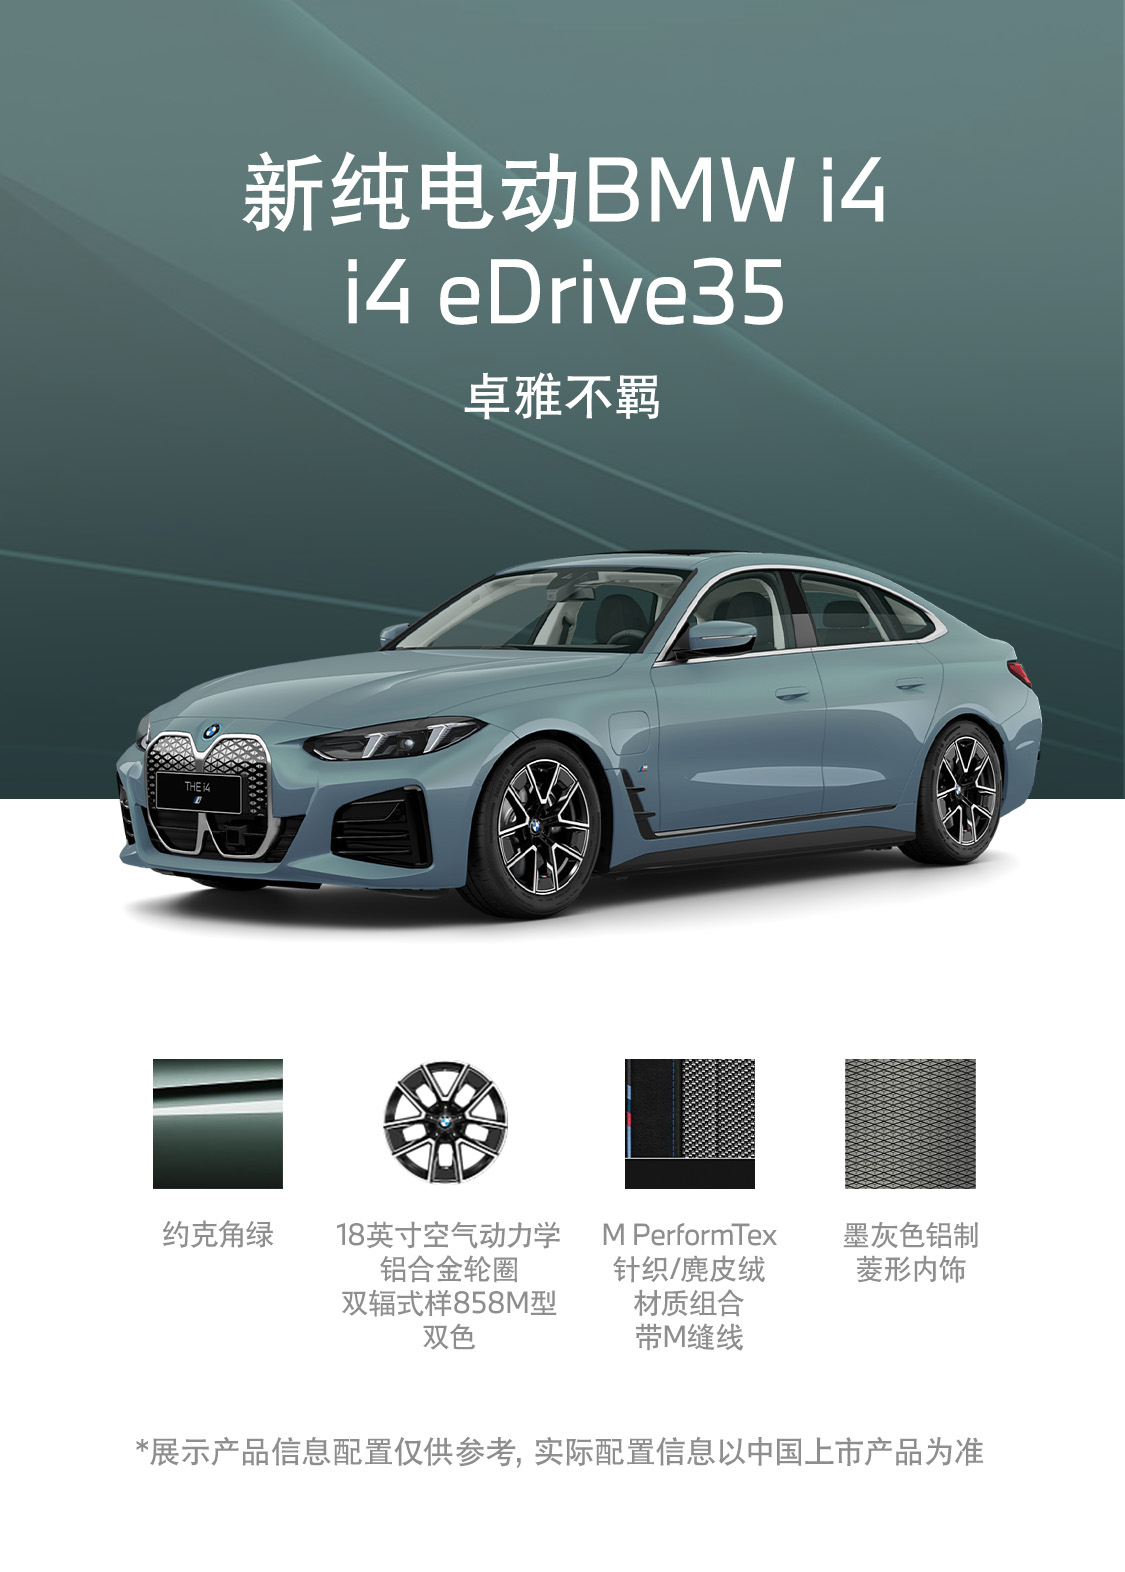 新纯电动BMW i4
i4 eDrive35
卓雅不羁
THE i4
约克角绿
18英寸空气动力学
铝合金轮圈
双辐式样858M型
双色
M PerformTex
针织/麂皮绒
材质组合
带M缝线
墨灰色铝制
菱形内饰
*展示产品信息配置仅供参考, 实际配置信息以中国上市产品为准